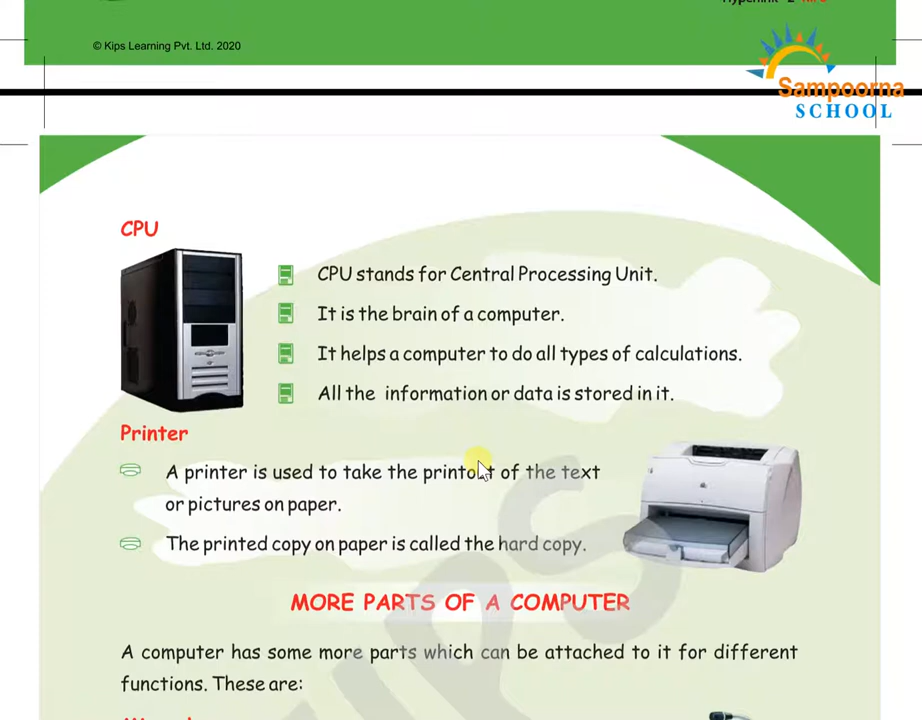 © Kips Learning Pvt. Ltd. 2020
Sampoorna
SCHOOL
CPU
CPU stands for Central Processing Unit.
It is the brain of a computer.
It helps a computer to do all types of calculations.
All the information or data is stored in it.
Printer
A printer is used to take the printout of the text
or pictures on paper.
The printed copy on paper is called the hard copy.
MORE PARTS OF A COMPUTER
A computer has some more parts which can be attached to it for different
functions. These are:
KIPS